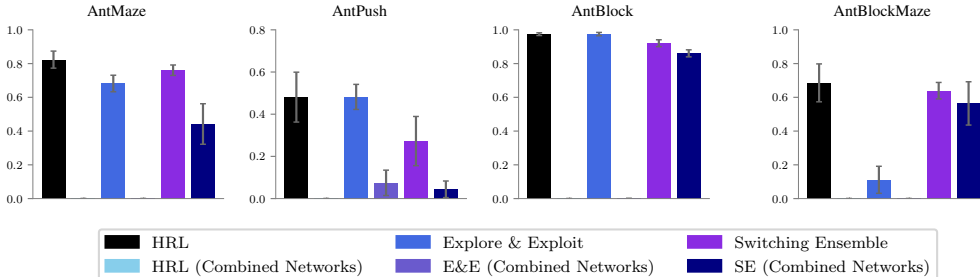 AntMaze
AntPush
AntBlock
AntBlockMaze
1.0
0.8
0.6
0.4
0.2
0.0
0.8
0.6
0.4
0.2
0.0
1.0
0.8
0.6
0.4
0.2
0.0
1.0
0.8
0.6
0.4
0.2
0.0
HRL
Explore & Exploit
Switching Ensemble
HRL (Combined Networks)
E&E (Combined Networks)
SE (Combined Networks)